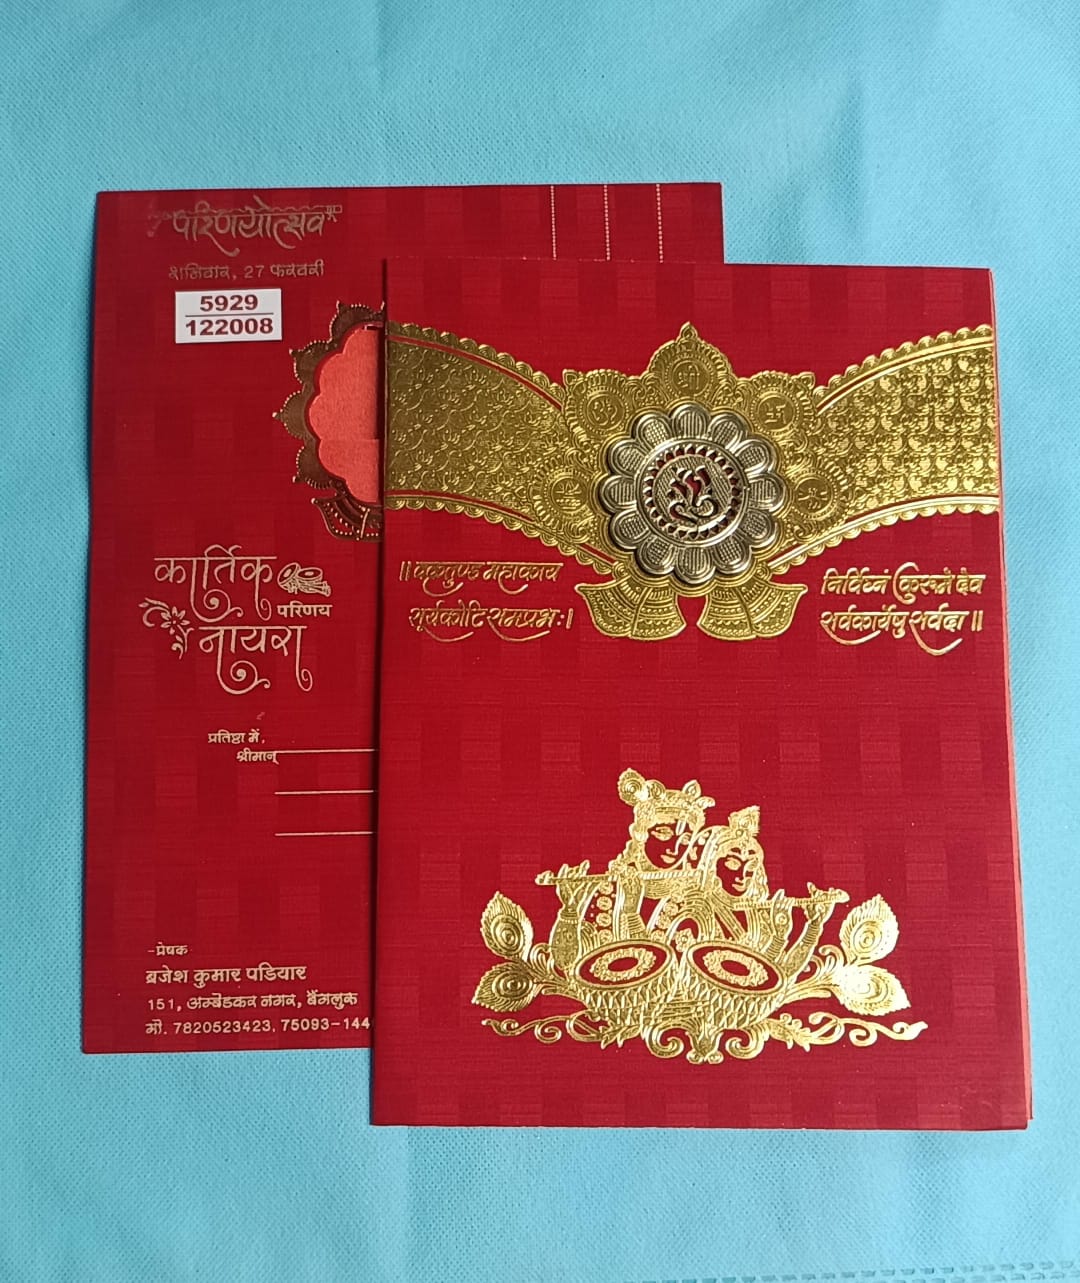 परिणयोत्सव
शनिवार, 27 फरवरी
5929
122008
कार्तिक
परिणय
नायरा
प्रतिष्ठा में,
श्रीमान्
-प्रेषक
ब्रजेश कुमार पडियार
151, अम्बेडकर नगर, बैंगलुरू
मो. 7820523423, 75093-144
श्री
॥ वक्रतुण्ड महाकाय
सूर्यकोटि समप्रभः।
निर्विघ्नं कुरूमे देव
सर्वकार्येषु सर्वदा॥